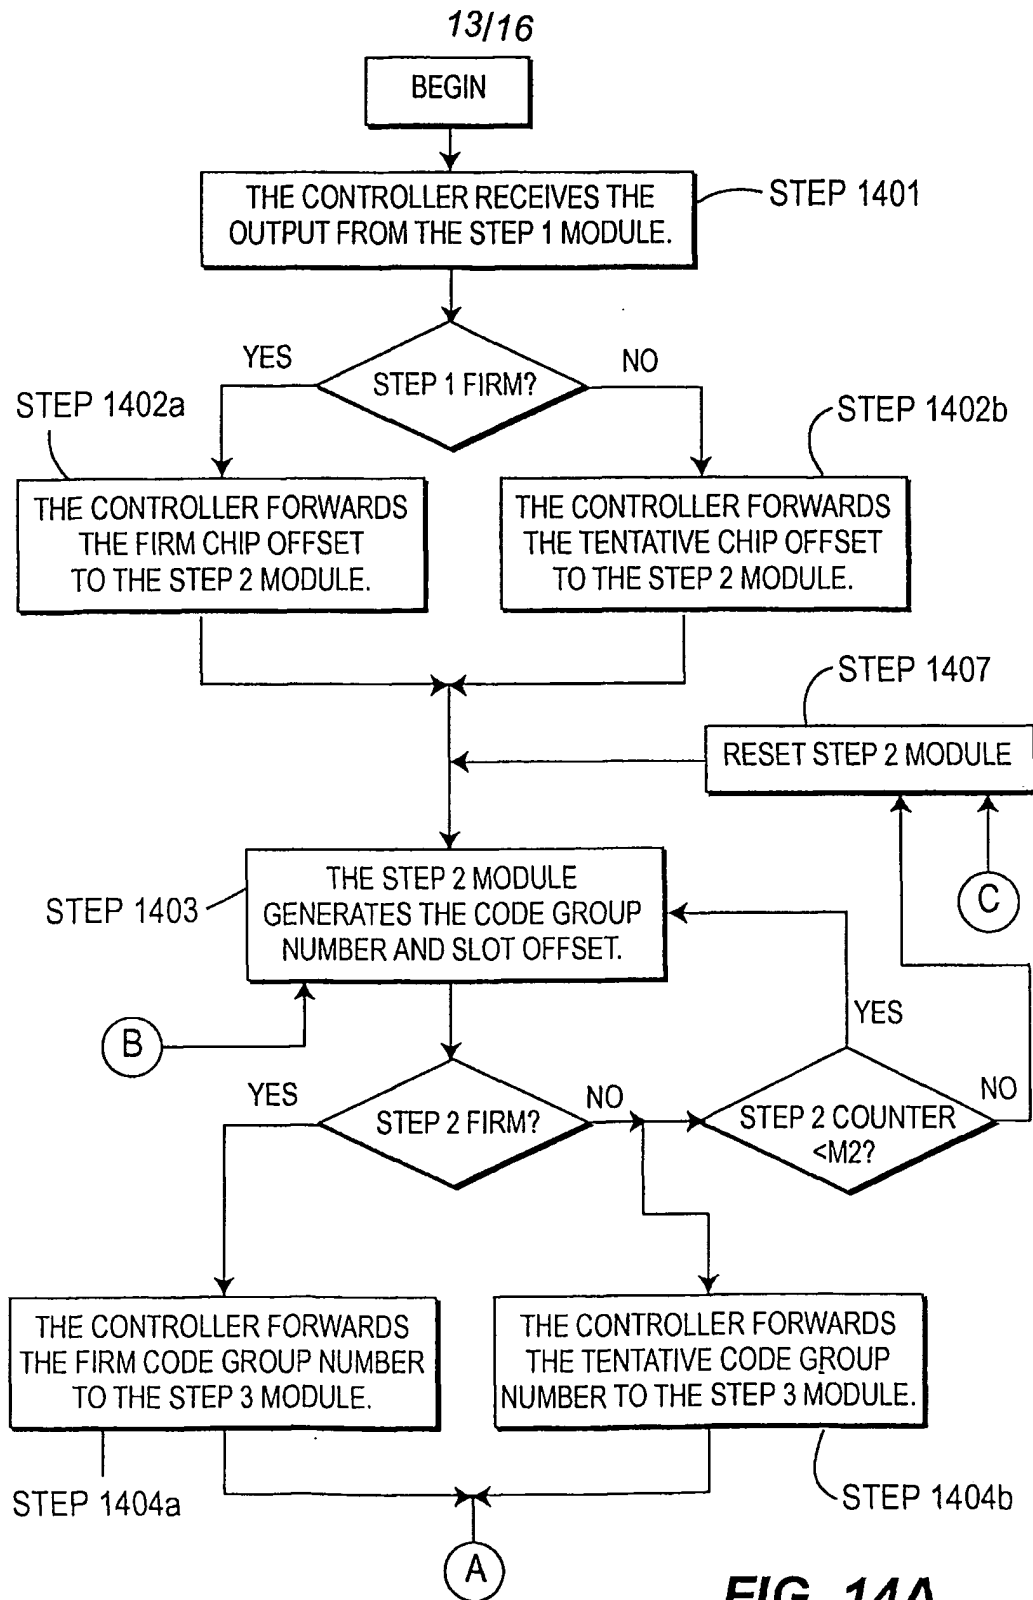 13/16
BEGIN
THE CONTROLLER RECEIVES THE
OUTPUT FROM THE STEP 1 MODULE.
STEP 1401
YES
STEP 1 FIRM?
NO
STEP 1402a
STEP 1402b
THE CONTROLLER FORWARDS
THE FIRM CHIP OFFSET
TO THE STEP 2 MODULE.
THE CONTROLLER FORWARDS
THE TENTATIVE CHIP OFFSET
TO THE STEP 2 MODULE.
STEP 1407
RESET STEP 2 MODULE
THE STEP 2 MODULE
GENERATES THE CODE GROUP
NUMBER AND SLOT OFFSET.
STEP 1403
C
B
YES
STEP 2 FIRM?
NO
YES
STEP 2 COUNTER
<M2?
NO
THE CONTROLLER FORWARDS
THE FIRM CODE GROUP NUMBER
TO THE STEP 3 MODULE.
THE CONTROLLER FORWARDS
THE TENTATIVE CODE GROUP
NUMBER TO THE STEP 3 MODULE.
STEP 1404a
STEP 1404b
A
FIG. 14A